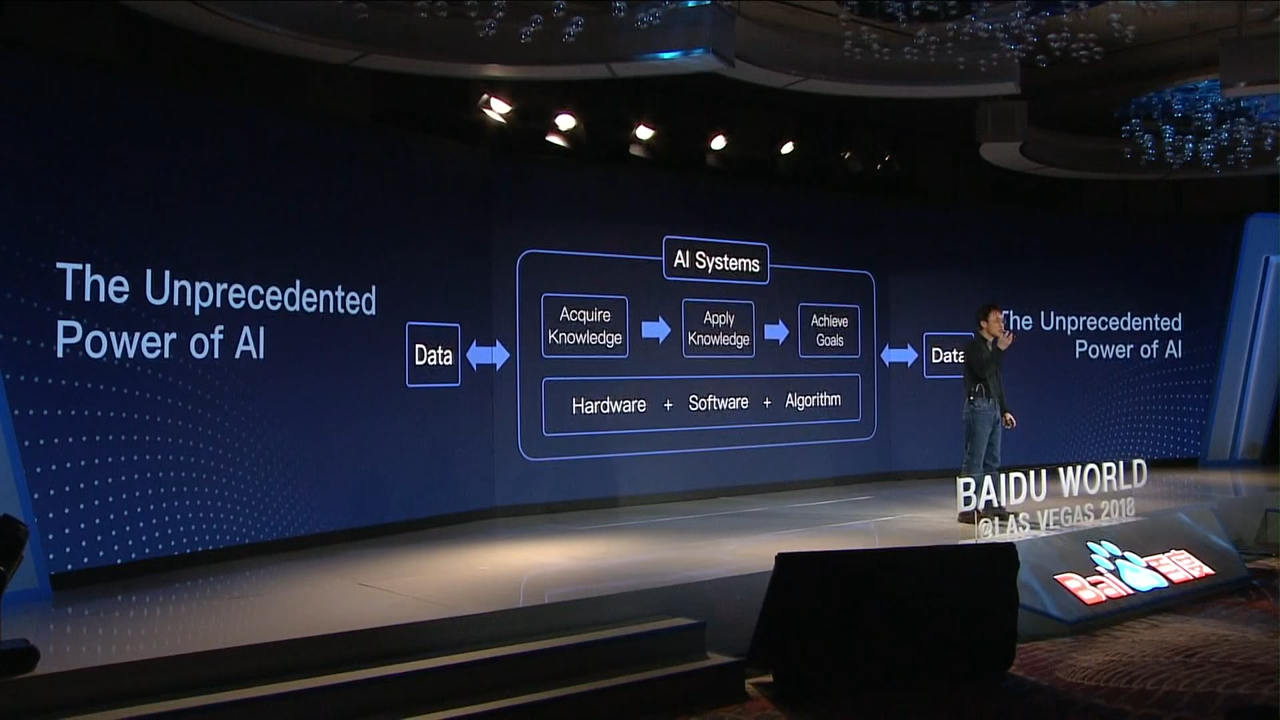 The Unprecedented
Power of AI
Data
AI Systems
Acquire
Knowledge
Apply
Knowledge
Achieve
Goals
Hardware + Software + Algorithm
Data
The Unprecedented
Power of AI
BAIDU WORLD
@LAS VEGAS 2018
Bai百度